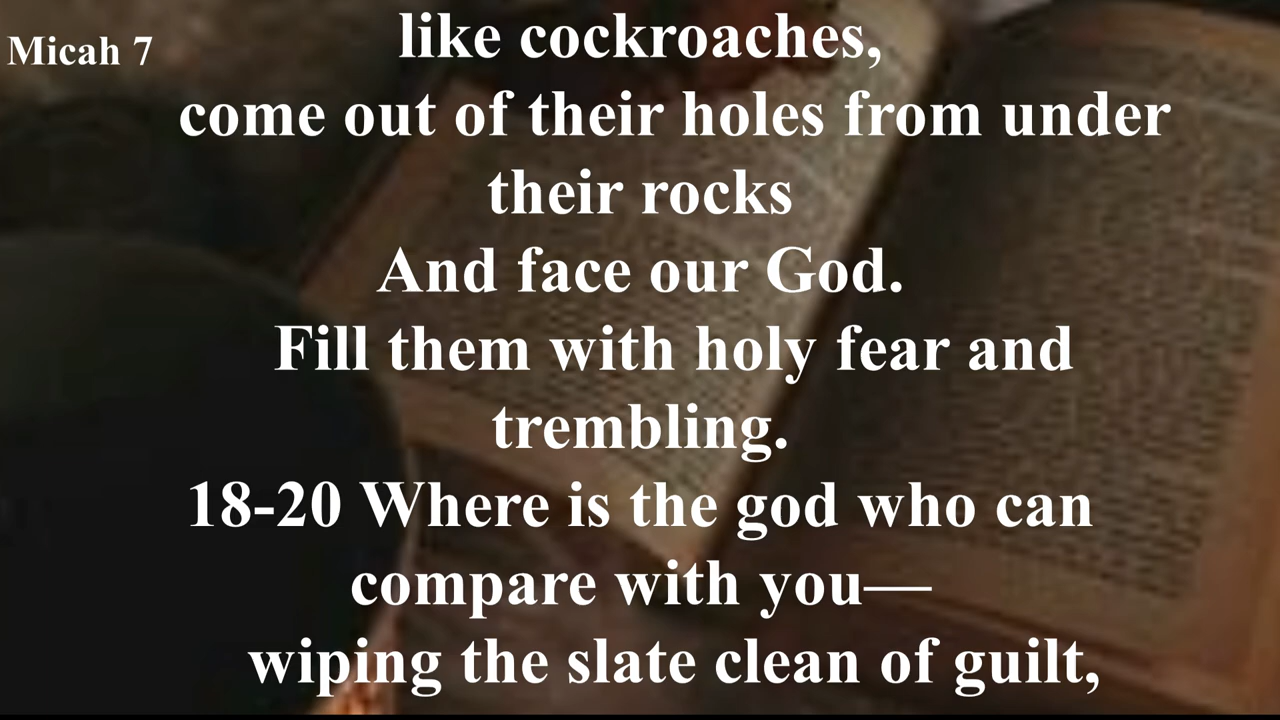 Micah 7
like cockroaches,
come out of their holes from under
their rocks
And face our God.
Fill them with holy fear and
trembling.
18-20 Where is the god who can
compare with you—
wiping the slate clean of guilt,